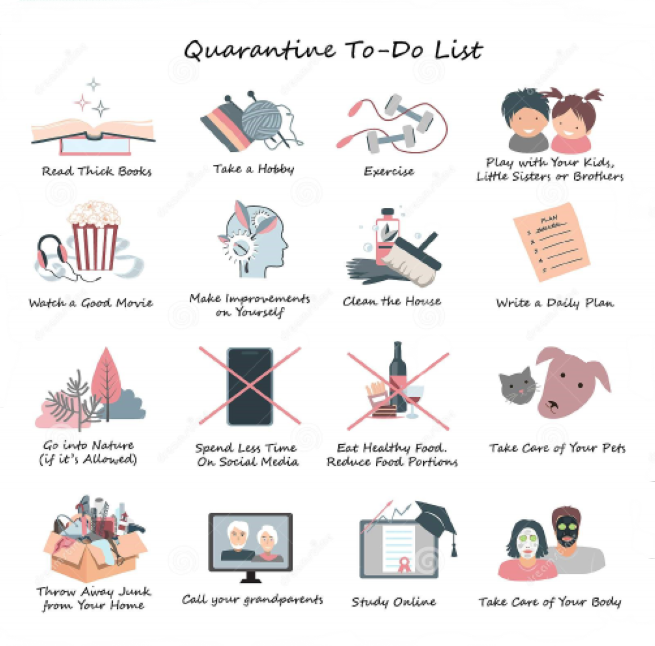 Quarantine To-Do List
Read Thick Books
Take a Hobby
Exercise
Play with Your Kids,
Little Sisters or Brothers
Watch a Good Movie
Make Improvements
on Yourself
Clean the House
PLAN
1.
2.
3.
4.
5.
Write a Daily Plan
Go into Nature
(if it's Allowed)
Spend Less Time
On Social Media
Eat Healthy Food.
Reduce Food Portions
Take Care of Your Pets
Throw Away Junk
from Your Home
Call your grandparents
Study Online
Take Care of Your Body